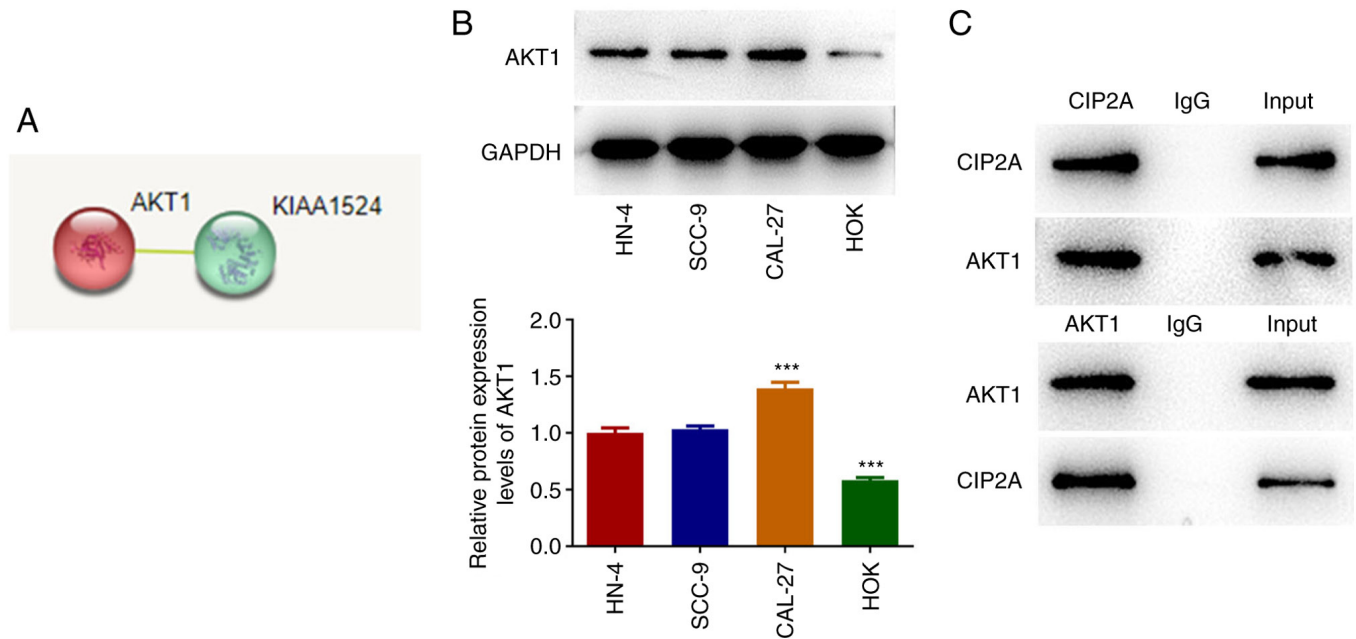 A
AKT1
KIAA1524
B
AKT1
GAPDH
HN-4
SCC-9
CAL-27
HOK
Relative protein expression
levels of AKT1
2.0
1.5
1.0
0.5
0.0
***
***
HN-4
SCC-9
CAL-27
HOK
C
CIP2A IgG Input
CIP2A
AKT1
AKT1 IgG Input
AKT1
CIP2A